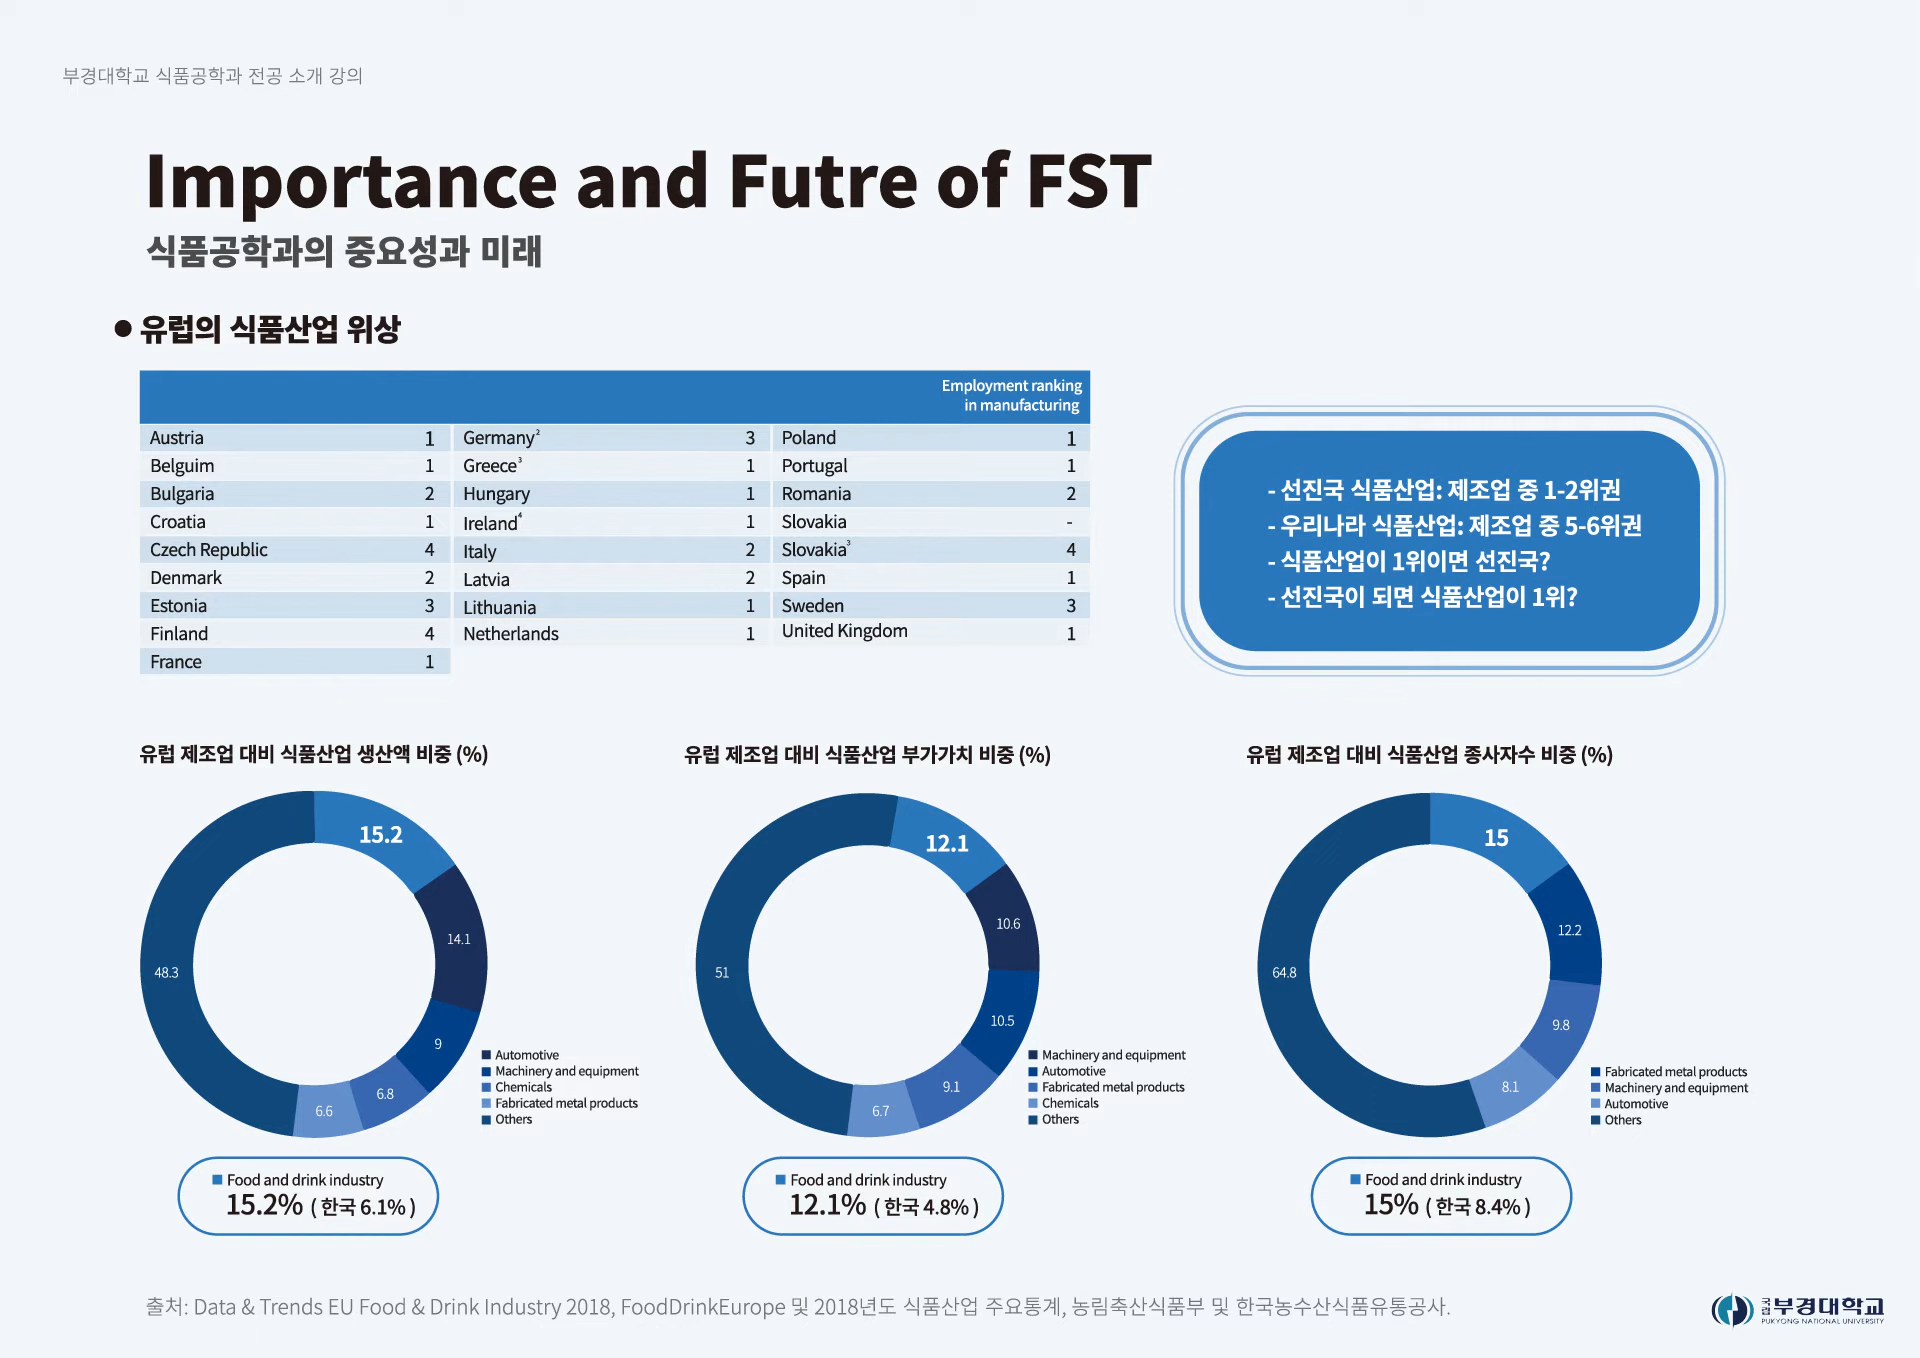 부경대학교 식품공학과 전공 소개 강의
Importance and Futre of FST
식품공학과의 중요성과 미래
● 유럽의 식품산업 위상
Employment ranking
in manufacturing
Austria 1 Germany² 3 Poland 1
Belguim 1 Greece³ 1 Portugal 1
Bulgaria 2 Hungary 1 Romania 2
Croatia 1 Ireland⁴ 1 Slovakia -
Czech Republic 4 Italy 2 Slovakia³ 4
Denmark 2 Latvia 2 Spain 1
Estonia 3 Lithuania 1 Sweden 3
Finland 4 Netherlands 1 United Kingdom 1
France 1
- 선진국 식품산업: 제조업 중 1-2위권
- 우리나라 식품산업: 제조업 중 5-6위권
- 식품산업이 1위이면 선진국?
- 선진국이 되면 식품산업이 1위?
유럽 제조업 대비 식품산업 생산액 비중 (%)
15.2
14.1
9
6.8
6.6
48.3
Automotive
Machinery and equipment
Chemicals
Fabricated metal products
Others
Food and drink industry
15.2% ( 한국 6.1% )
유럽 제조업 대비 식품산업 부가가치 비중 (%)
12.1
10.6
10.5
9.1
6.7
51
Machinery and equipment
Automotive
Fabricated metal products
Chemicals
Others
Food and drink industry
12.1% ( 한국 4.8% )
유럽 제조업 대비 식품산업 종사자수 비중 (%)
15
12.2
9.8
8.1
64.8
Fabricated metal products
Machinery and equipment
Automotive
Others
Food and drink industry
15% ( 한국 8.4% )
출처: Data & Trends EU Food & Drink Industry 2018, FoodDrinkEurope 및 2018년도 식품산업 주요통계, 농림축산식품부 및 한국농수산식품유통공사.
국립 부경대학교
PUKYONG NATIONAL UNIVERSITY